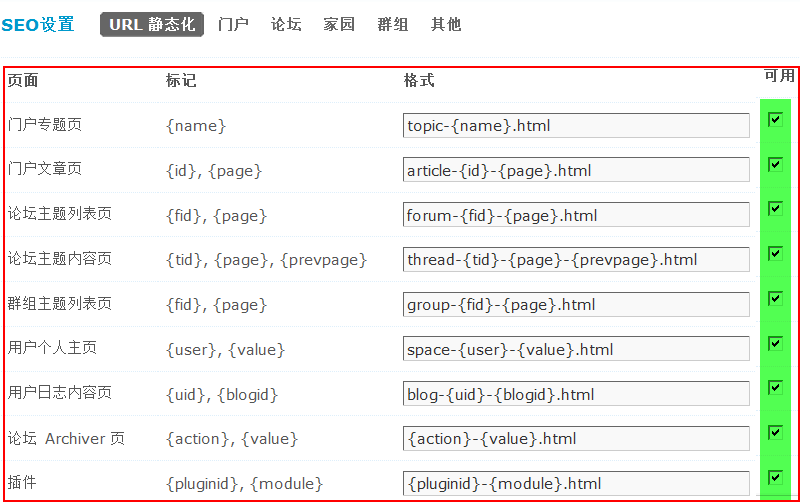 SEO设置 URL 静态化 门户 论坛 家园 群组 其他
页面 标记 格式 可用
门户专题页 {name} topic-{name}.html
门户文章页 {id}, {page} article-{id}-{page}.html
论坛主题列表页 {fid}, {page} forum-{fid}-{page}.html
论坛主题内容页 {tid}, {page}, {prevpage} thread-{tid}-{page}-{prevpage}.html
群组主题列表页 {fid}, {page} group-{fid}-{page}.html
用户个人主页 {user}, {value} space-{user}-{value}.html
用户日志内容页 {uid}, {blogid} blog-{uid}-{blogid}.html
论坛 Archiver 页 {action}, {value} {action}-{value}.html
插件 {pluginid}, {module} {pluginid}-{module}.html